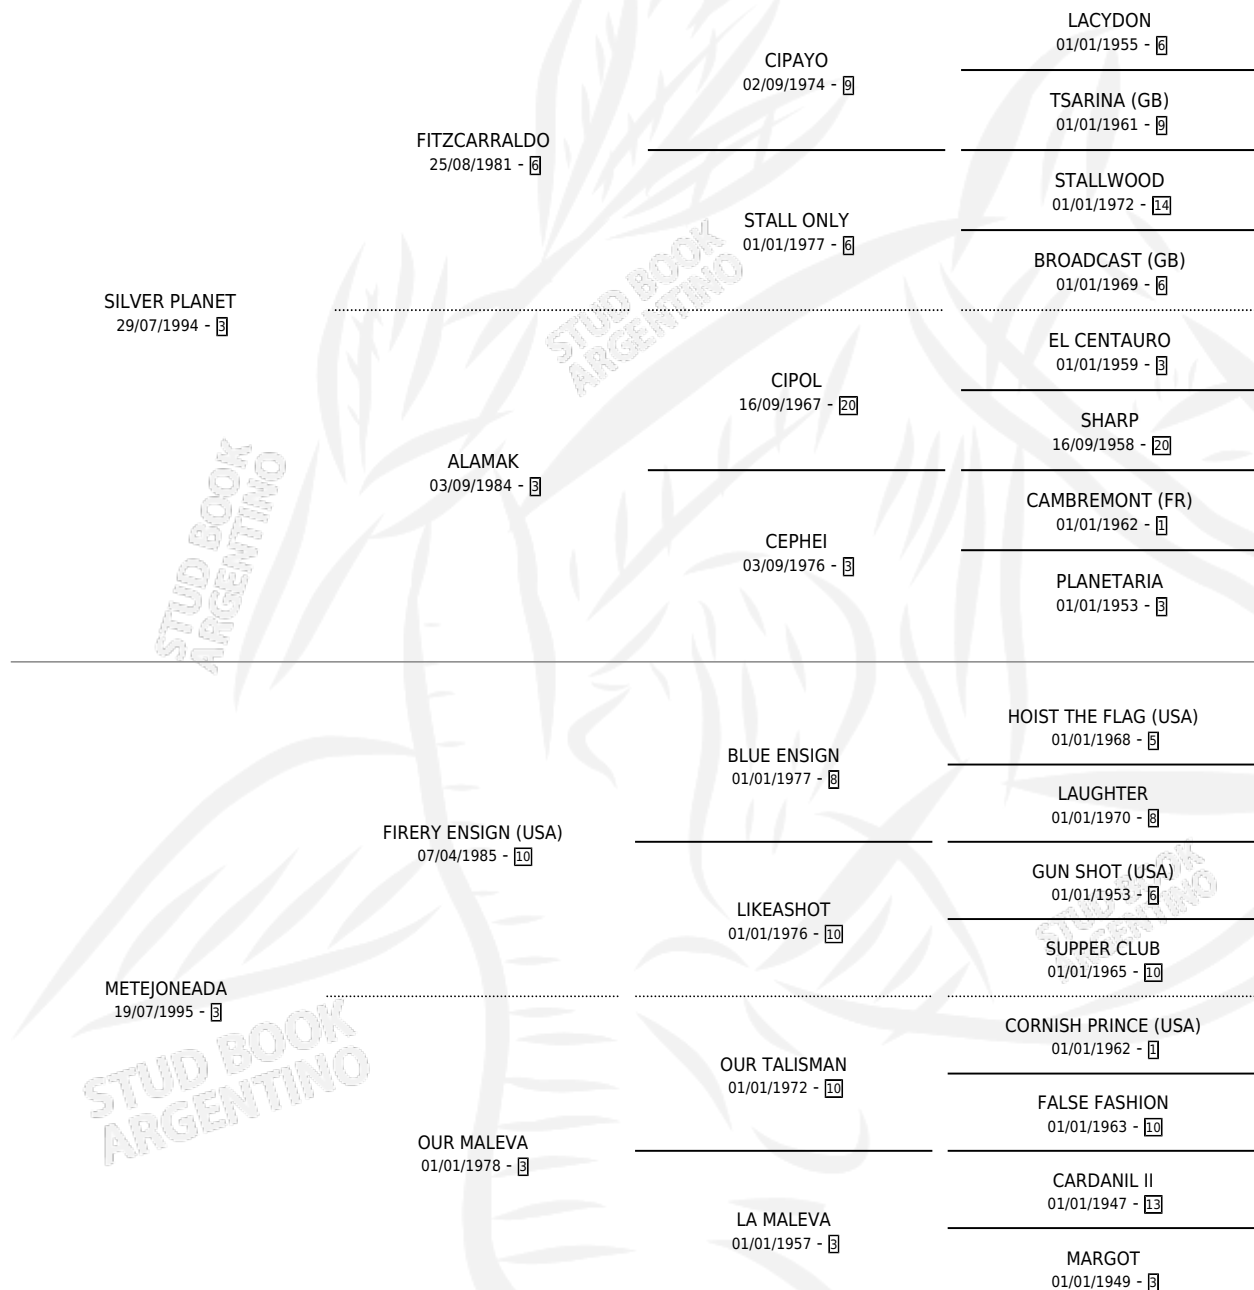 LACYDON
01/01/1955 - 6
CIPAYO
02/09/1974 - 9
TSARINA (GB)
01/01/1961 - 9
FITZCARRALDO
25/08/1981 - 6
STALLWOOD
01/01/1972 - 14
STALL ONLY
01/01/1977 - 6
BROADCAST (GB)
01/01/1969 - 6
SILVER PLANET
29/07/1994 - 3
STUD BOOK
ARGENTINO
EL CENTAURO
01/01/1959 - 3
CIPOL
16/09/1967 - 20
SHARP
16/09/1958 - 20
ALAMAK
03/09/1984 - 3
CAMBREMONT (FR)
01/01/1962 - 1
CEPHEI
03/09/1976 - 3
PLANETARIA
01/01/1953 - 3
STUD BOOK
ARGENTINO
HOIST THE FLAG (USA)
01/01/1968 - 5
BLUE ENSIGN
01/01/1977 - 8
LAUGHTER
01/01/1970 - 8
FIRERY ENSIGN (USA)
07/04/1985 - 10
GUN SHOT (USA)
01/01/1953 - 6
LIKEASHOT
01/01/1976 - 10
SUPPER CLUB
01/01/1965 - 10
STUD BOOK
ARGENTINO
METEJONEADA
19/07/1995 - 3
STUD BOOK
ARGENTINO
CORNISH PRINCE (USA)
01/01/1962 - 1
OUR TALISMAN
01/01/1972 - 10
FALSE FASHION
01/01/1963 - 10
OUR MALEVA
01/01/1978 - 3
CARDANIL II
01/01/1947 - 13
LA MALEVA
01/01/1957 - 3
MARGOT
01/01/1949 - 3